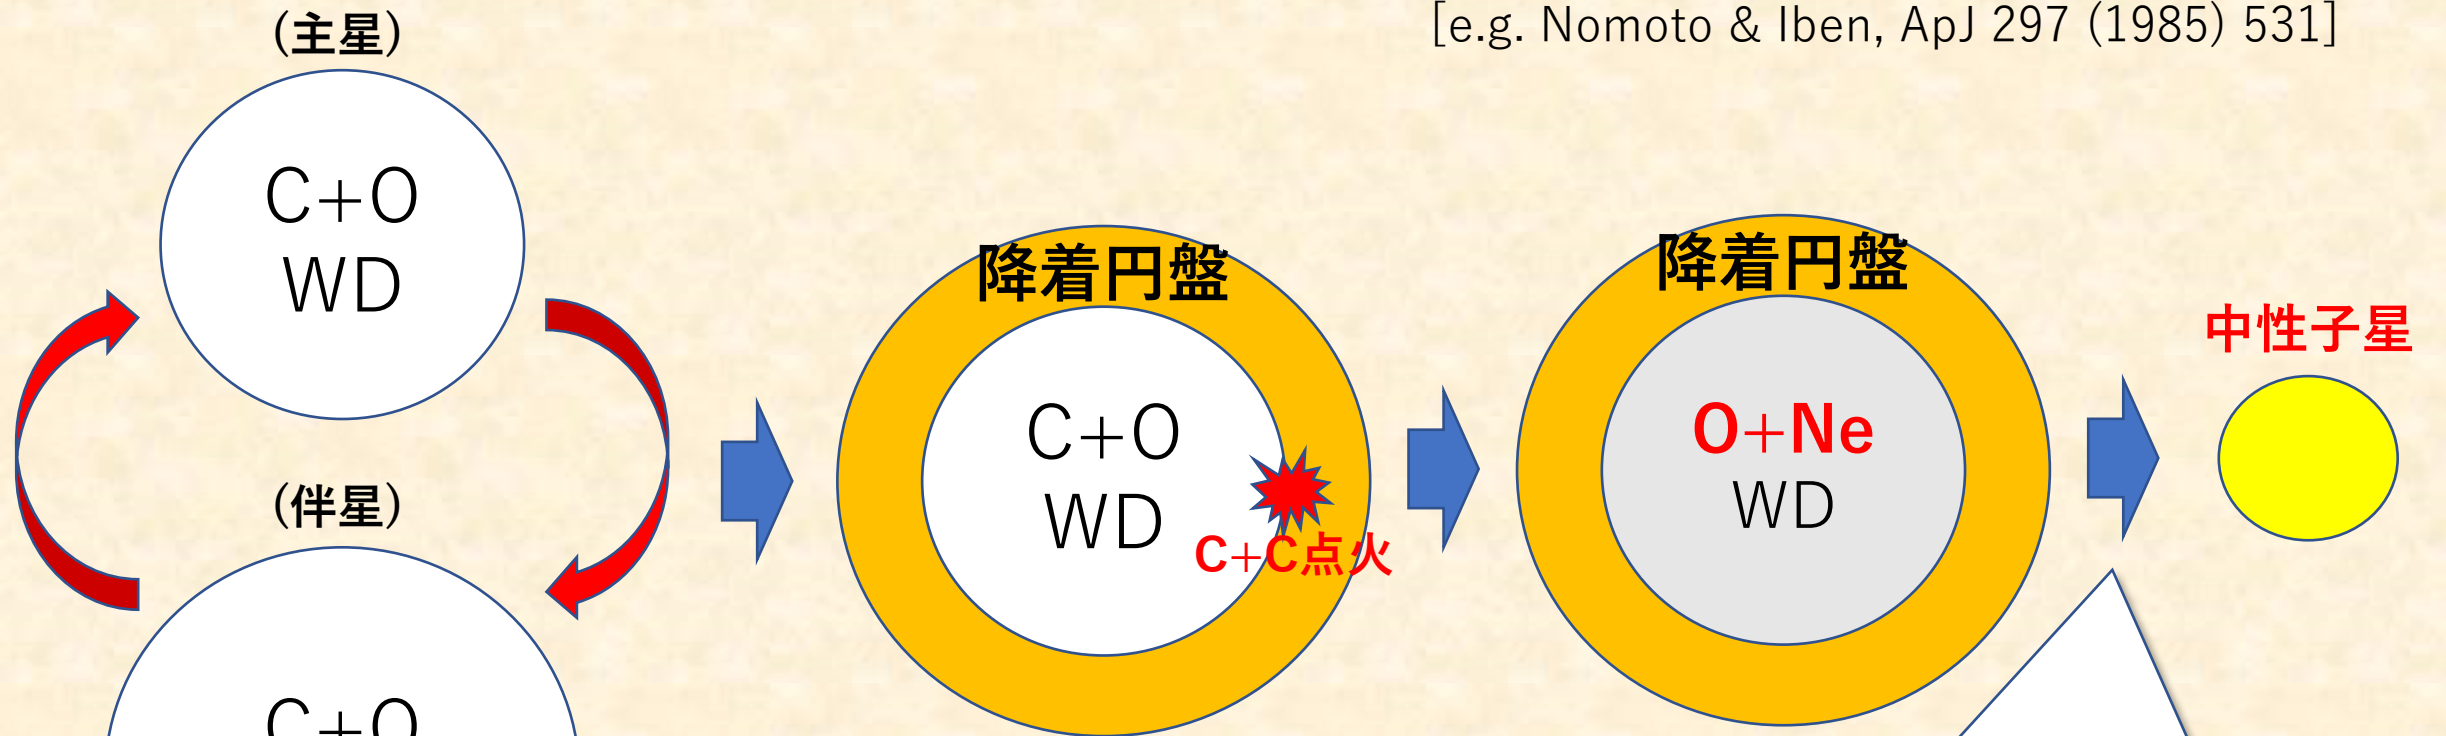 [e.g. Nomoto & Iben, ApJ 297 (1985) 531]
(主星)
C+O
WD
(伴星)
C+O
降着円盤
C+O
WD
C+C点火
降着円盤
O+Ne
WD
中性子星